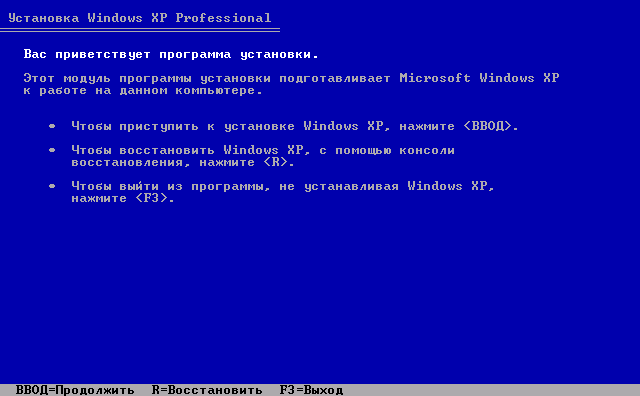 Установка Windows XP Professional
Вас приветствует программа установки.
Этот модуль программы установки подготавливает Microsoft Windows XP
к работе на данном компьютере.
• Чтобы приступить к установке Windows XP, нажмите <ВВОД>.
• Чтобы восстановить Windows XP, с помощью консоли
восстановления, нажмите <R>.
• Чтобы выйти из программы, не устанавливая Windows XP,
нажмите <F3>.
ВВОД=Продолжить R=Восстановить F3=Выход